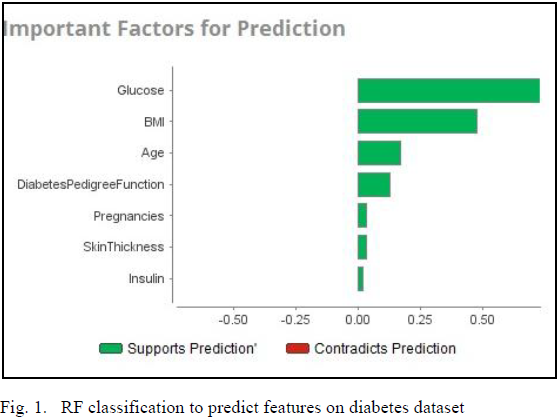 Important Factors for Prediction
Glucose
BMI
Age
DiabetesPedigreeFunction
Pregnancies
SkinThickness
Insulin
-0.50 -0.25 0.00 0.25 0.50
Supports Prediction' Contradicts Prediction
Fig. 1. RF classification to predict features on diabetes dataset